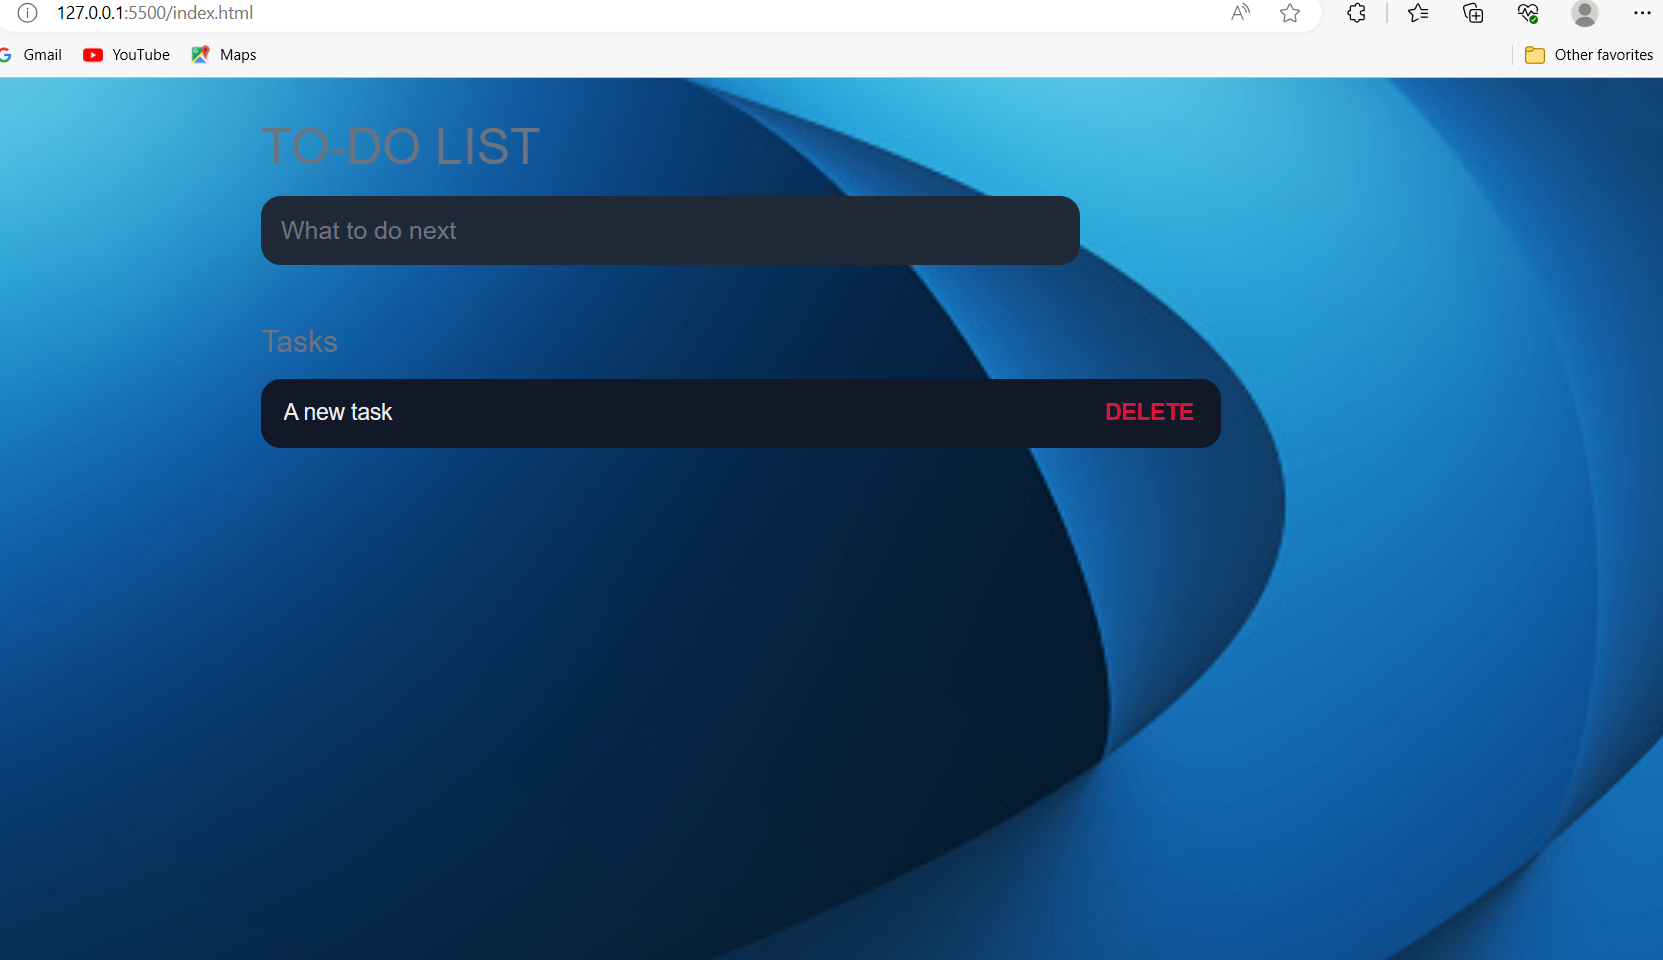 127.0.0.1:5500/index.html
Gmail YouTube Maps Other favorites
TO-DO LIST
What to do next
Tasks
A new task DELETE